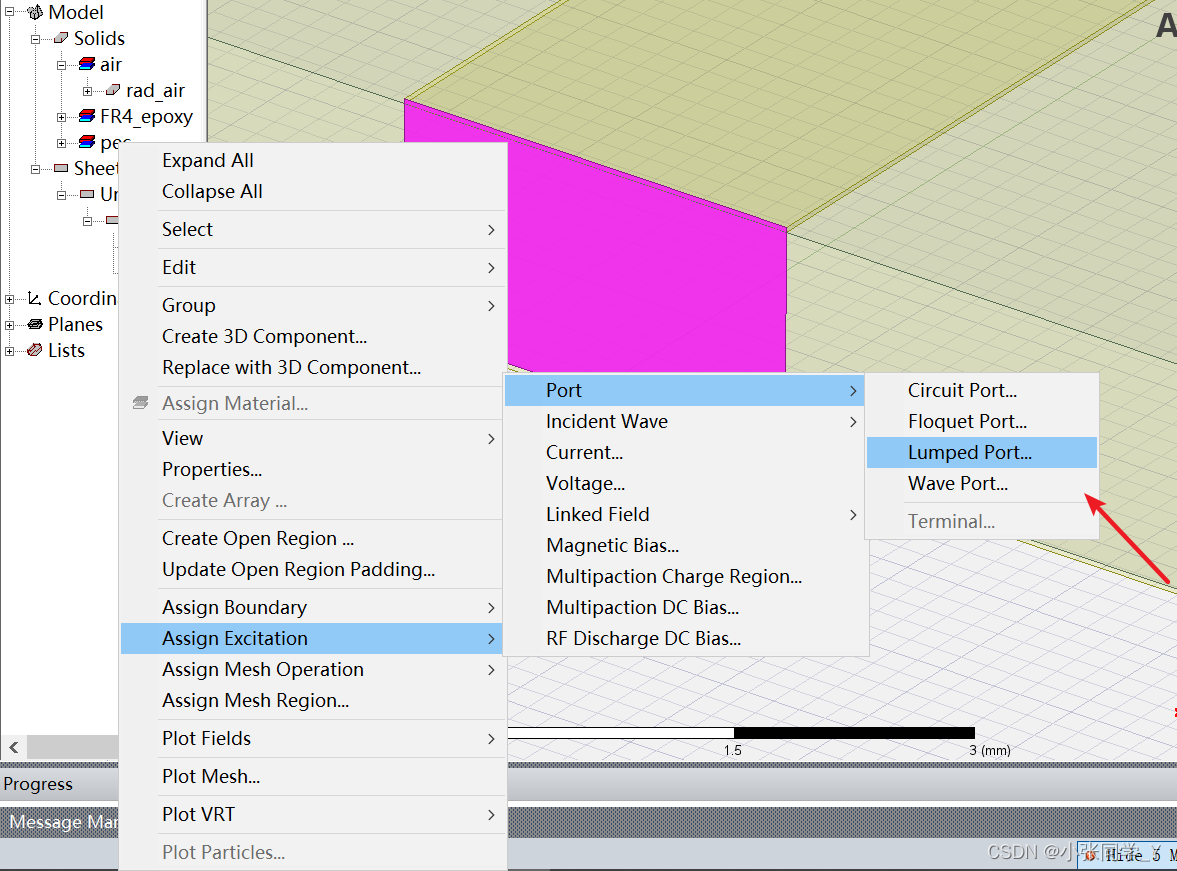 Model
Solids
air
rad_air
FR4_epoxy
pec
Sheet
Ur
Coordin
Planes
Lists
A
Expand All
Collapse All
Select
Edit
Group
Create 3D Component...
Replace with 3D Component...
Assign Material...
View
Properties...
Create Array ...
Create Open Region ...
Update Open Region Padding...
Assign Boundary
Assign Excitation
Assign Mesh Operation
Assign Mesh Region...
Plot Fields
Plot Mesh...
Plot VRT
Plot Particles...
Port
Incident Wave
Current...
Voltage...
Linked Field
Magnetic Bias...
Multipaction Charge Region...
Multipaction DC Bias...
RF Discharge DC Bias...
Circuit Port...
Floquet Port...
Lumped Port...
Wave Port...
Terminal...
1.5
3 (mm)
Progress
Message Mar
Hide 5 M
CSDN @小张同学_Y